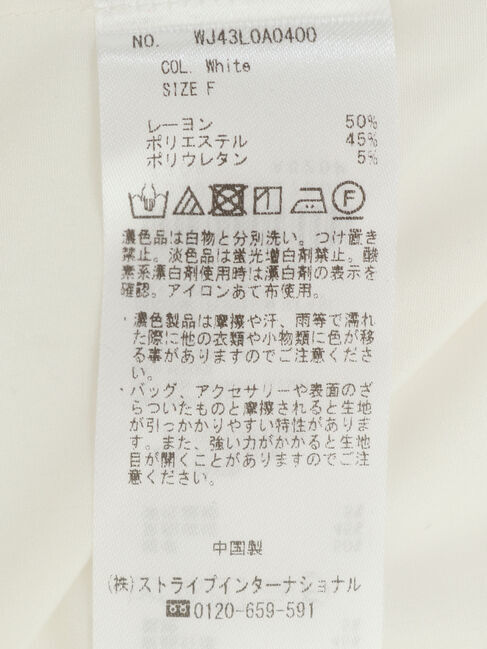 NO. WJ43L0A0400
COL. White
SIZE F
レーヨン 50%
ポリエステル 45%
ポリウレタン 5%
F
濃色品は白物と分別洗い。つけ置き
禁止。淡色品は蛍光増白剤禁止。酸
素系漂白剤使用時は漂白剤の表示を
確認。アイロンあて布使用。
・濃色製品は摩擦や汗、雨等で濡れ
た際に他の衣類や小物類に色が移
る事がありますのでご注意くださ
い。
・バッグ、アクセサリーや表面のざ
らついたものと摩擦されると生地
が引っかかりやすい特性がありま
す。また、強い力がかかると生地
目が開くことがありますのでご注
意ください。
中国製
(株)ストライプインターナショナル
0120-659-591